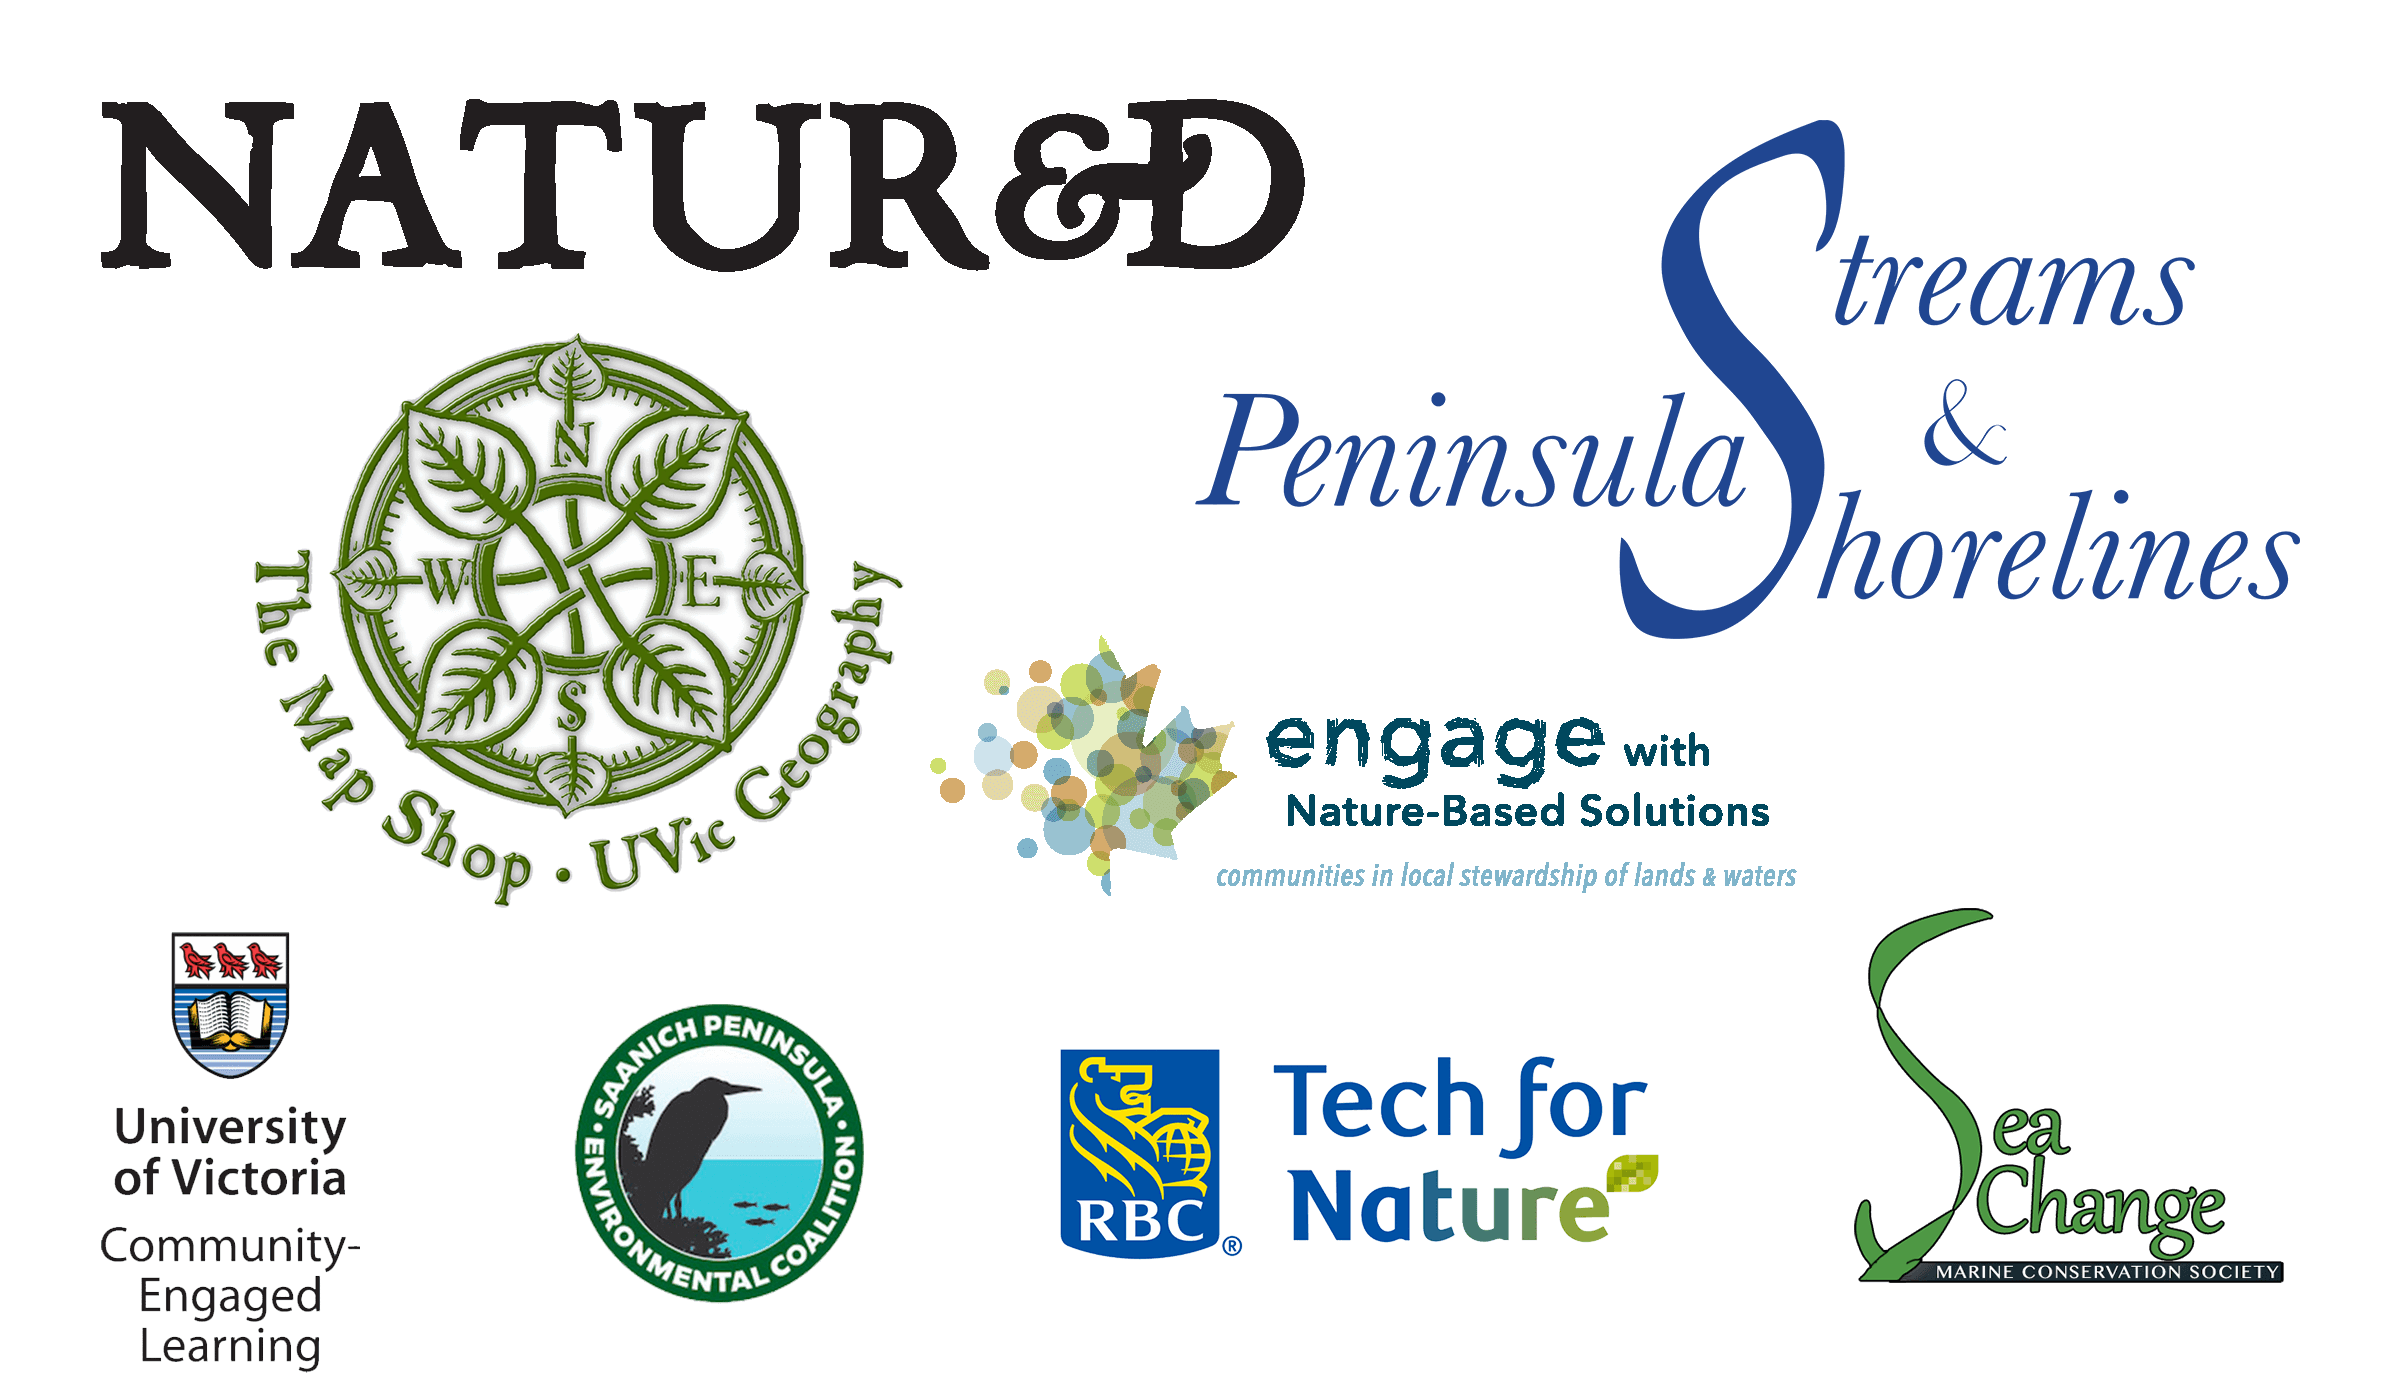 NATUR&D
Streams
&
Peninsula
Shorelines
N
W E
S
The Map Shop · UVic Geography
engage with
Nature-Based Solutions
communities in local stewardship of lands & waters
University
of Victoria
Community-
Engaged
Learning
• SAANICH PENINSULA •
ENVIRONMENTAL COALITION
RBC®
Tech for
Nature
Sea
Change
MARINE CONSERVATION SOCIETY